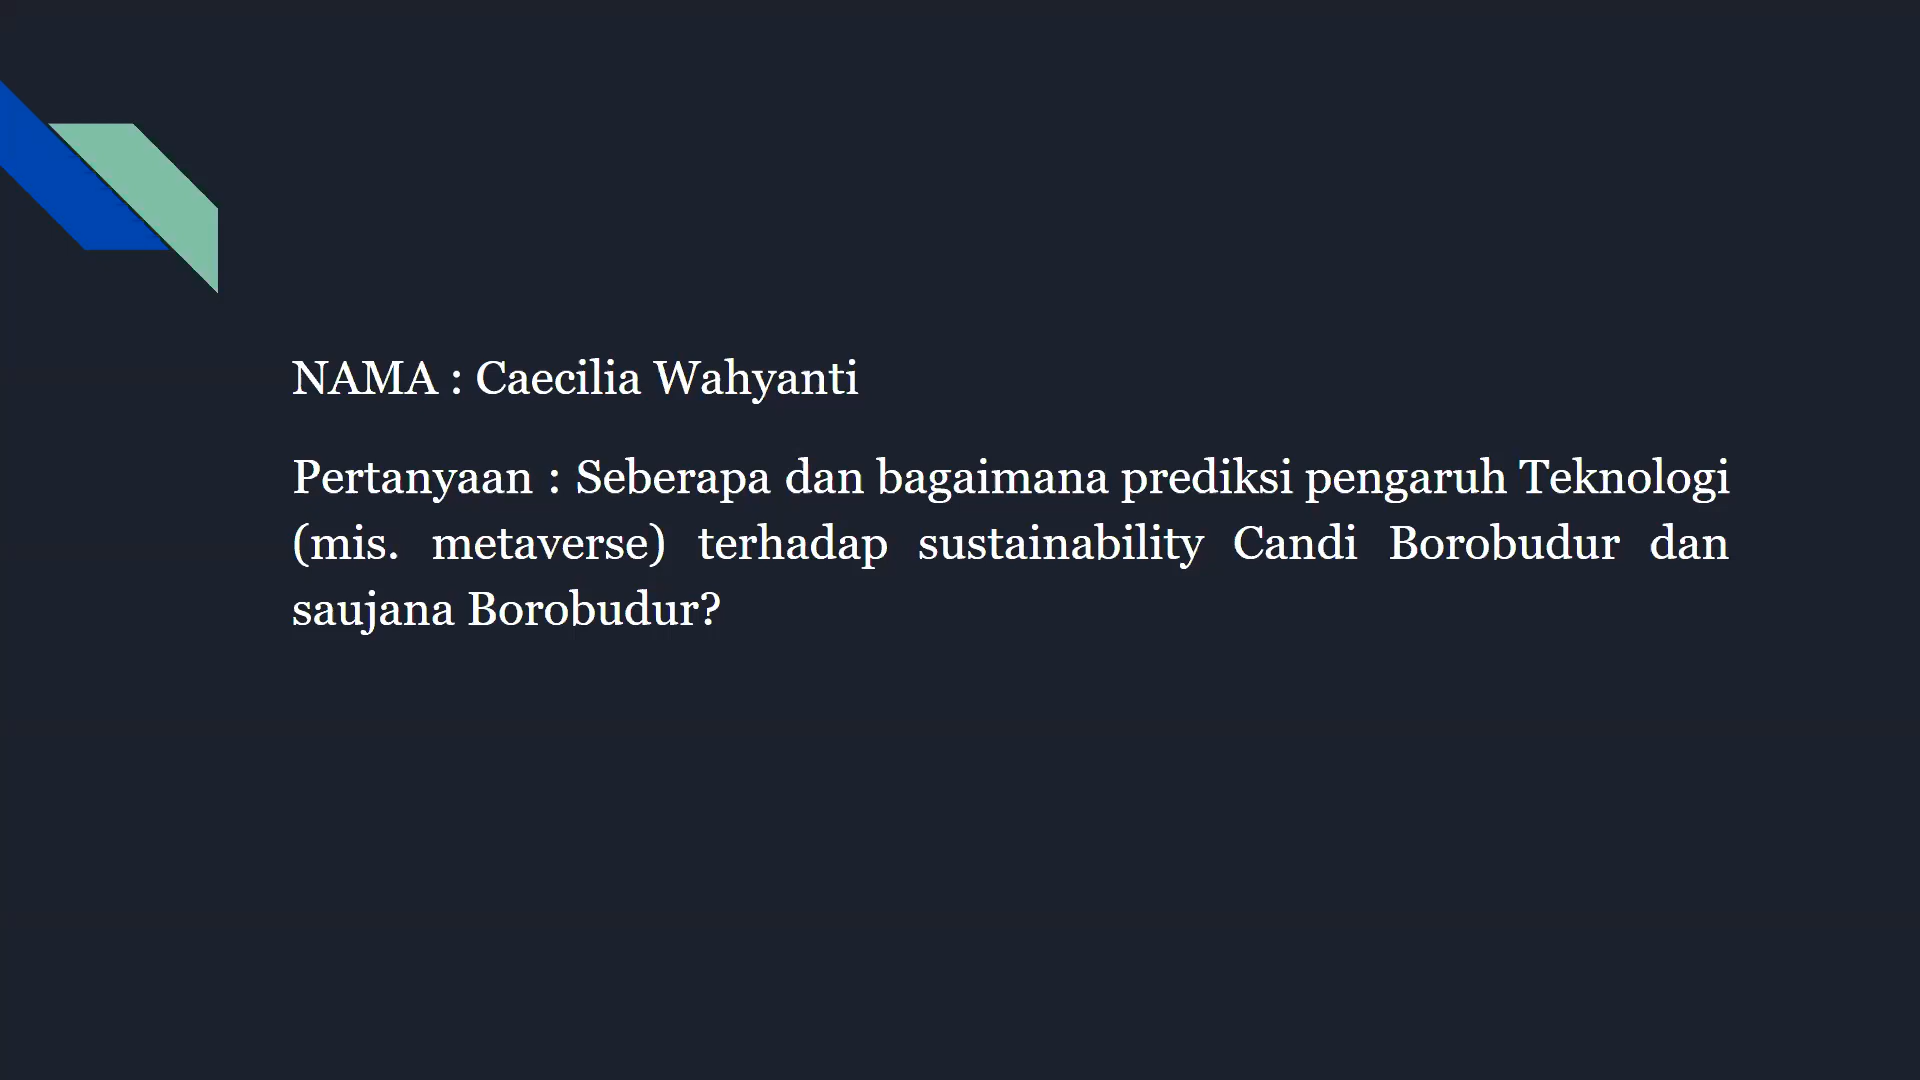 NAMA : Caecilia Wahyanti
Pertanyaan : Seberapa dan bagaimana prediksi pengaruh Teknologi
(mis. metaverse) terhadap sustainability Candi Borobudur dan
saujana Borobudur?